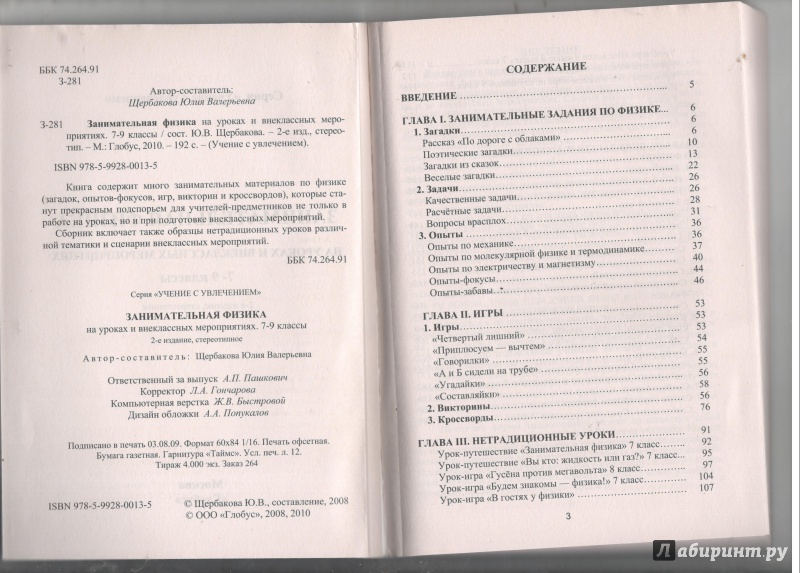 ББК 74.264.91
З-281
Автор-составитель:
Щербакова Юлия Валерьевна
З-281 Занимательная физика на уроках и внеклассных меро-
приятиях. 7-9 классы / сост. Ю.В. Щербакова. – 2-е изд., стерео-
тип. – М.: Глобус, 2010. – 192 с. – (Учение с увлечением).
ISBN 978-5-9928-0013-5
Книга содержит много занимательных материалов по физике
(загадок, опытов-фокусов, игр, викторин и кроссвордов), которые ста-
нут прекрасным подспорьем для учителей-предметников не только в
работе на уроках, но и при подготовке внеклассных мероприятий.
Сборник включает также образцы нетрадиционных уроков различ-
ной тематики и сценарии внеклассных мероприятий.
ББК 74.264.91
Серия «УЧЕНИЕ С УВЛЕЧЕНИЕМ»
ЗАНИМАТЕЛЬНАЯ ФИЗИКА
на уроках и внеклассных мероприятиях. 7-9 классы
2-е издание, стереотипное
Автор-составитель: Щербакова Юлия Валерьевна
Ответственный за выпуск А.П. Пашкович
Корректор Л.А. Гончарова
Компьютерная верстка Ж.В. Быстровой
Дизайн обложки А.А. Попукалов
Подписано в печать 03.08.09. Формат 60х84 1/16. Печать офсетная.
Бумага газетная. Гарнитура «Таймс». Усл. печ. л. 12.
Тираж 4.000 экз. Заказ 264
ISBN 978-5-9928-0013-5
© Щербакова Ю.В., составление, 2008
© ООО «Глобус», 2008, 2010
СОДЕРЖАНИЕ
ВВЕДЕНИЕ 5
ГЛАВА I. ЗАНИМАТЕЛЬНЫЕ ЗАДАНИЯ ПО ФИЗИКЕ... 6
1. Загадки 6
Рассказ «По дороге с облаками» 6
Поэтические загадки 10
Загадки из сказок 13
Веселые загадки 22
2. Задачи 26
Качественные задачи 26
Расчётные задачи 28
Вопросы врасплох 31
3. Опыты 36
Опыты по механике 36
Опыты по молекулярной физике и термодинамике 37
Опыты по электричеству и магнетизму 40
Опыты-фокусы 44
Опыты-забавы 46
ГЛАВА II. ИГРЫ 53
1. Игры 53
«Четвертый лишний» 53
«Приплюсуем — вычтем» 54
«Говорилки» 55
«А и Б сидели на трубе» 55
«Угадайки» 56
«Составляйки» 58
2. Викторины 56
3. Кроссворды 76
ГЛАВА III. НЕТРАДИЦИОННЫЕ УРОКИ 91
Урок-путешествие «Занимательная физика» 7 класс 92
Урок-путешествие «Вы кто: жидкость или газ?» 7 класс... 95
Урок-игра «Гусёна против мегавольта» 8 класс 97
Урок-игра «Будем знакомы — физика!» 7 класс 104
Урок-игра «В гостях у физики» 107
3
Лабиринт.ру